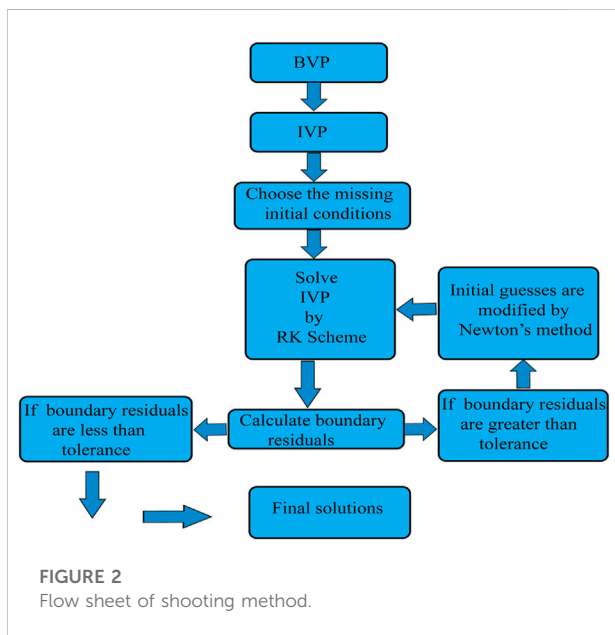 BVP
IVP
Choose the missing
initial conditions
Solve
IVP
by
RK Scheme
Initial guesses are
modified by
Newton's method
If boundary residuals
are less than
tolerance
Calculate boundary
residuals
If boundary residuals
are greater than
tolerance
Final solutions
FIGURE 2
Flow sheet of shooting method.